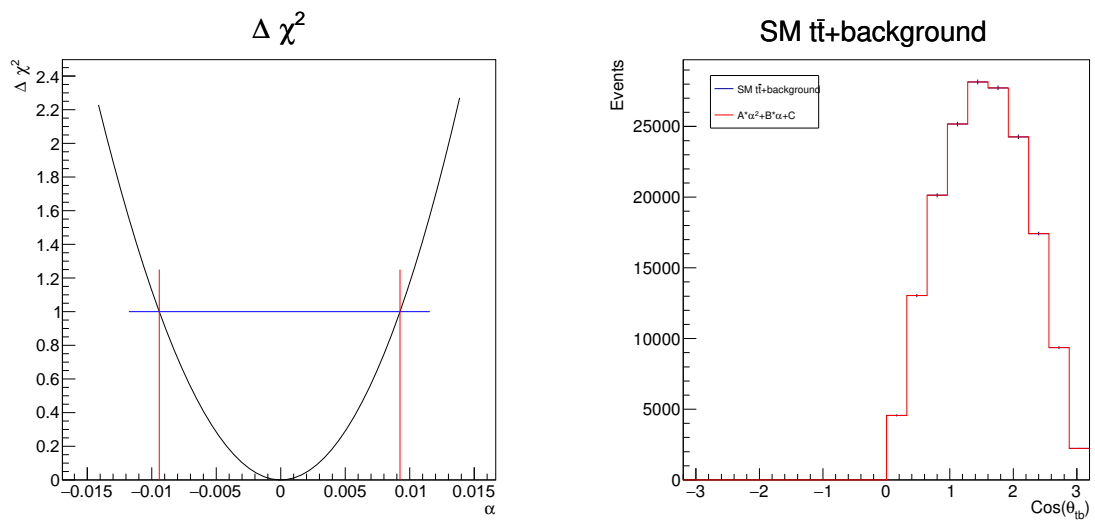 Δ χ²
Δ χ²
2.4
2.2
2
1.8
1.6
1.4
1.2
1
0.8
0.6
0.4
0.2
0
−0.015 −0.01 −0.005 0 0.005 0.01 0.015
α
SM tt̄+background
Events
SM tt̄+background
A*α²+B*α+C
25000
20000
15000
10000
5000
0
−3 −2 −1 0 1 2 3
Cos(θ_tb)